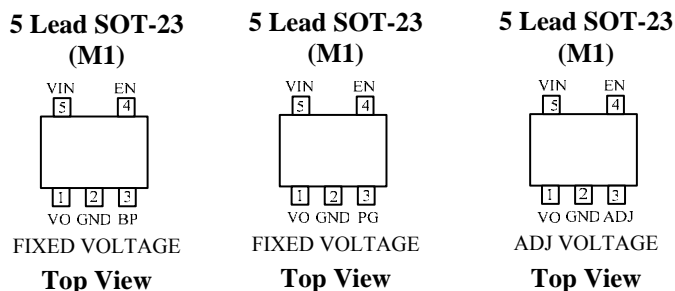 5 Lead SOT-23
(M1)
VIN EN
5 4
1 2 3
VO GND BP
FIXED VOLTAGE
Top View
5 Lead SOT-23
(M1)
VIN EN
5 4
1 2 3
VO GND PG
FIXED VOLTAGE
Top View
5 Lead SOT-23
(M1)
VIN EN
5 4
1 2 3
VO GND ADJ
ADJ VOLTAGE
Top View